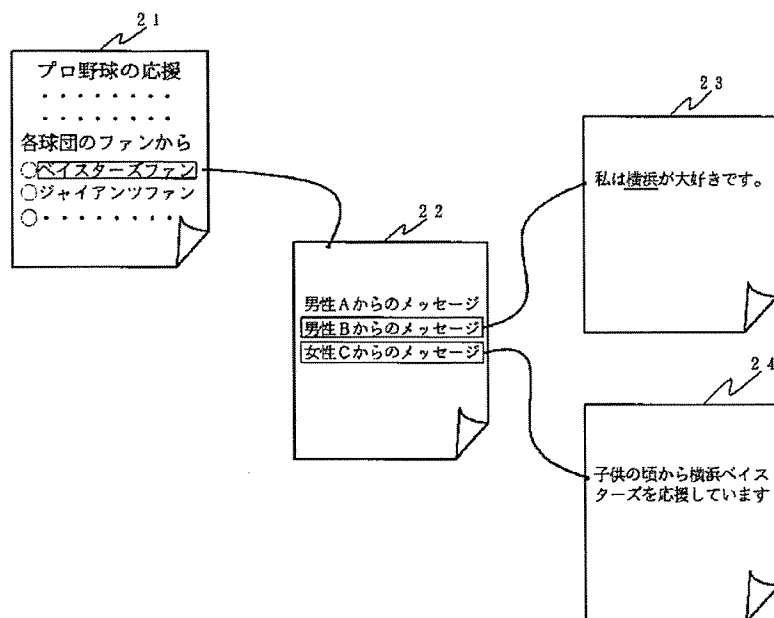 21
プロ野球の応援
・・・・・・・・
・・・・・・・・
各球団のファンから
○ベイスターズファン
○ジャイアンツファン
○・・・・・・・・
22
男性Aからのメッセージ
男性Bからのメッセージ
女性Cからのメッセージ
23
私は横浜が大好きです。
24
子供の頃から横浜ベイス
ターズを応援しています